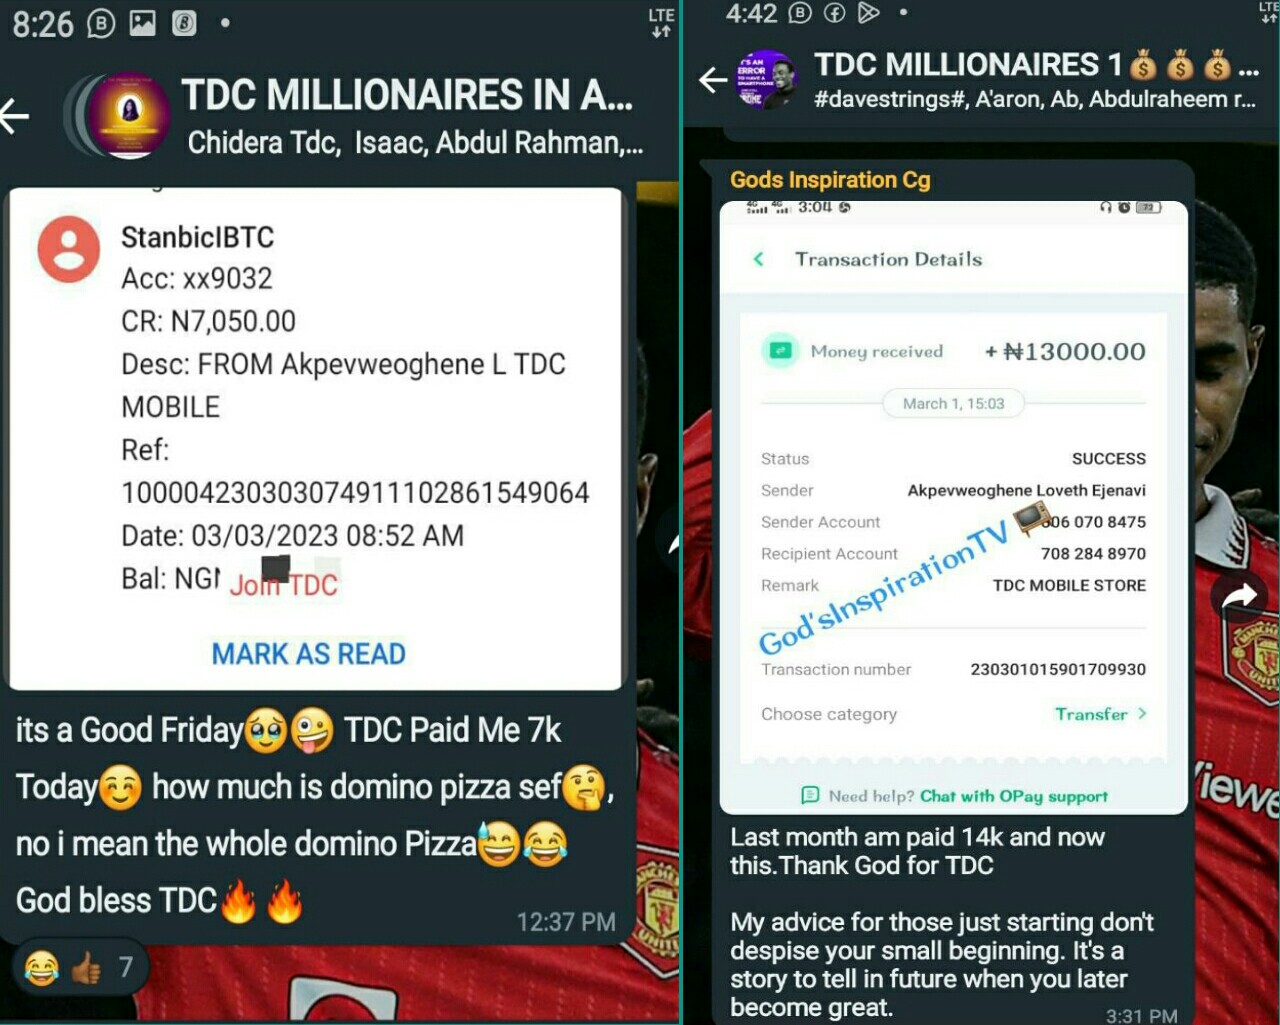 8:26
LTE
TDC MILLIONAIRES IN A...
Chidera Tdc, Isaac, Abdul Rahman,...
StanbicIBTC
Acc: xx9032
CR: N7,050.00
Desc: FROM Akpevweoghene L TDC
MOBILE
Ref:
100004230303074911102861549064
Date: 03/03/2023 08:52 AM
Bal: NGN
Join TDC
MARK AS READ
its a Good Friday🥹🤪 TDC Paid Me 7k
Today☺️ how much is domino pizza sef🤔,
no i mean the whole domino Pizza😅😂
God bless TDC🔥🔥
12:37 PM
😂👍🏾 7
4:42
LTE
TDC MILLIONAIRES 1💰💰💰...
#davestrings#, A'aron, Ab, Abdulraheem r...
Gods Inspiration Cg
4G 4G 3:04 73
Transaction Details
Money received + ₦13000.00
March 1, 15:03
Status SUCCESS
Sender Akpevweoghene Loveth Ejenavi
Sender Account 06 070 8475
Recipient Account 708 284 8970
Remark TDC MOBILE STORE
God'sInspirationTV📺
Transaction number 230301015901709930
Choose category Transfer >
Need help? Chat with OPay support
Last month am paid 14k and now
this.Thank God for TDC
My advice for those just starting don't
despise your small beginning. It's a
story to tell in future when you later
become great.
3:31 PM